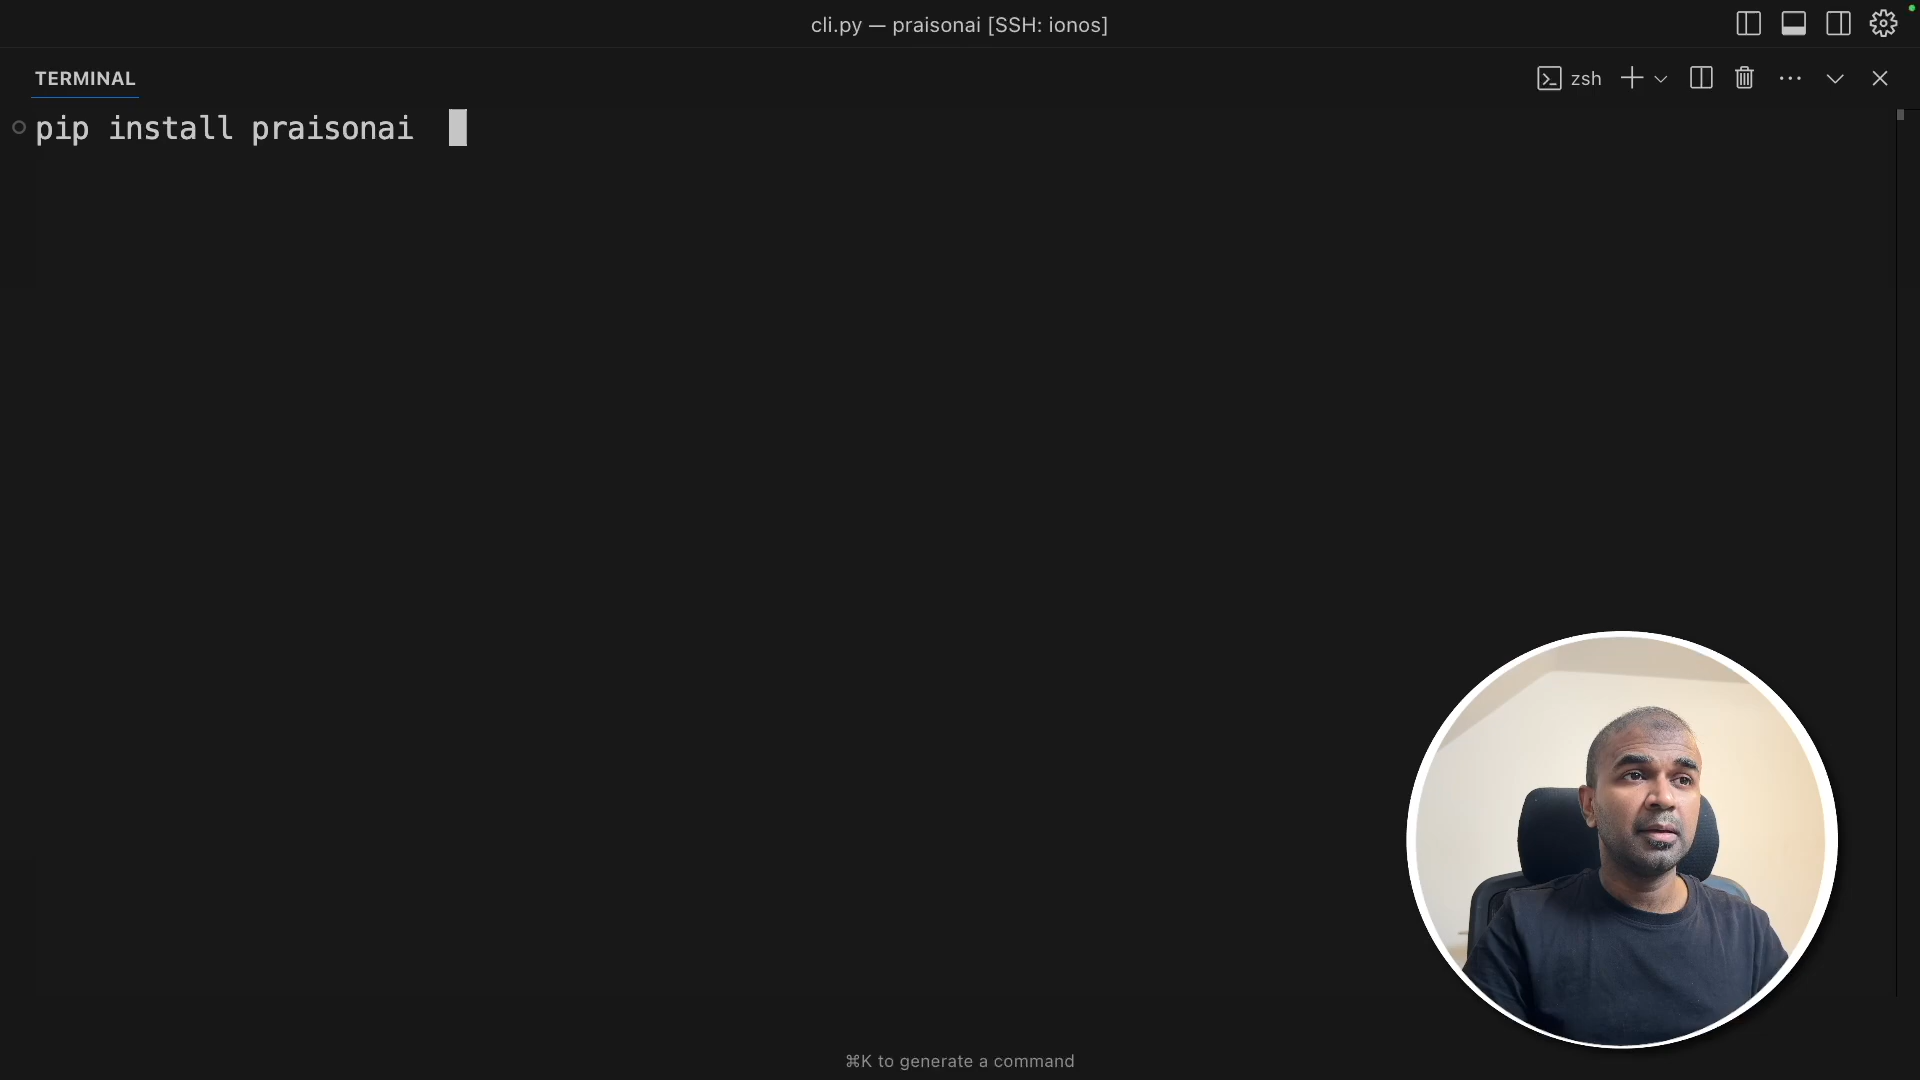 cli.py — praisonai [SSH: ionos]
TERMINAL
zsh
pip install praisonai
⌘K to generate a command